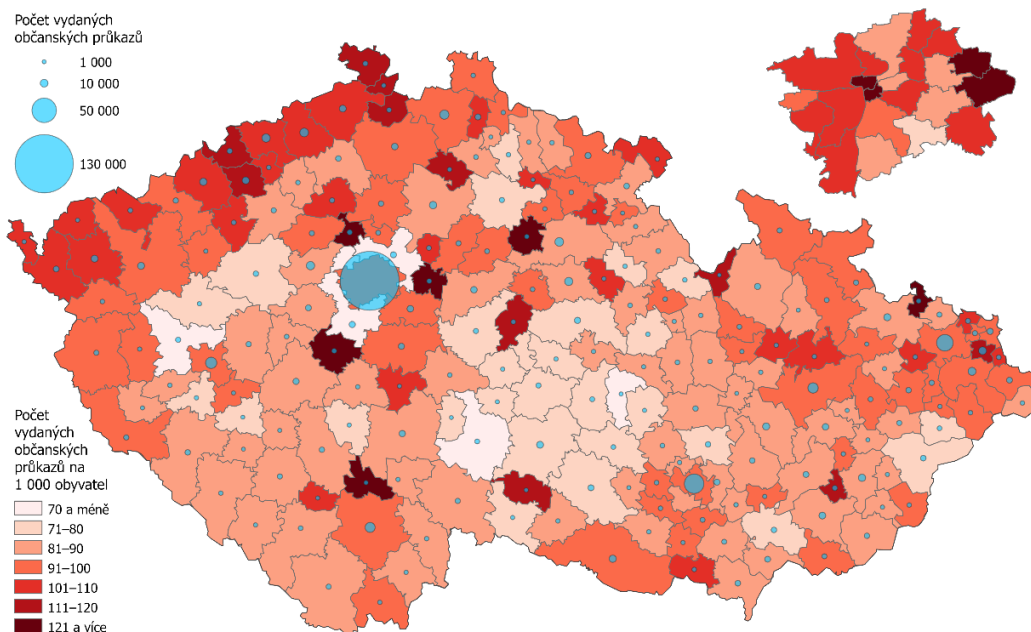 Počet vydaných
občanských průkazů
1 000
10 000
50 000
130 000
Počet
vydaných
občanských
průkazů na
1 000 obyvatel
70 a méně
71–80
81–90
91–100
101–110
111–120
121 a více